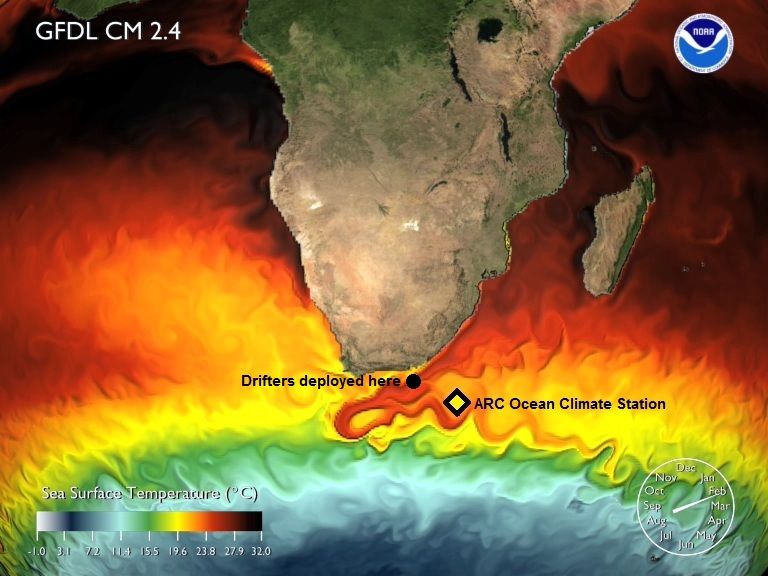 GFDL CM 2.4
NOAA
Drifters deployed here
ARC Ocean Climate Station
Sea Surface Temperature (°C)
-1.0 3.1 7.2 11.4 15.5 19.6 23.8 27.9 32.0
Dec
Nov Jan
Oct Feb
Sep Mar
Aug Apr
Jul May
Jun